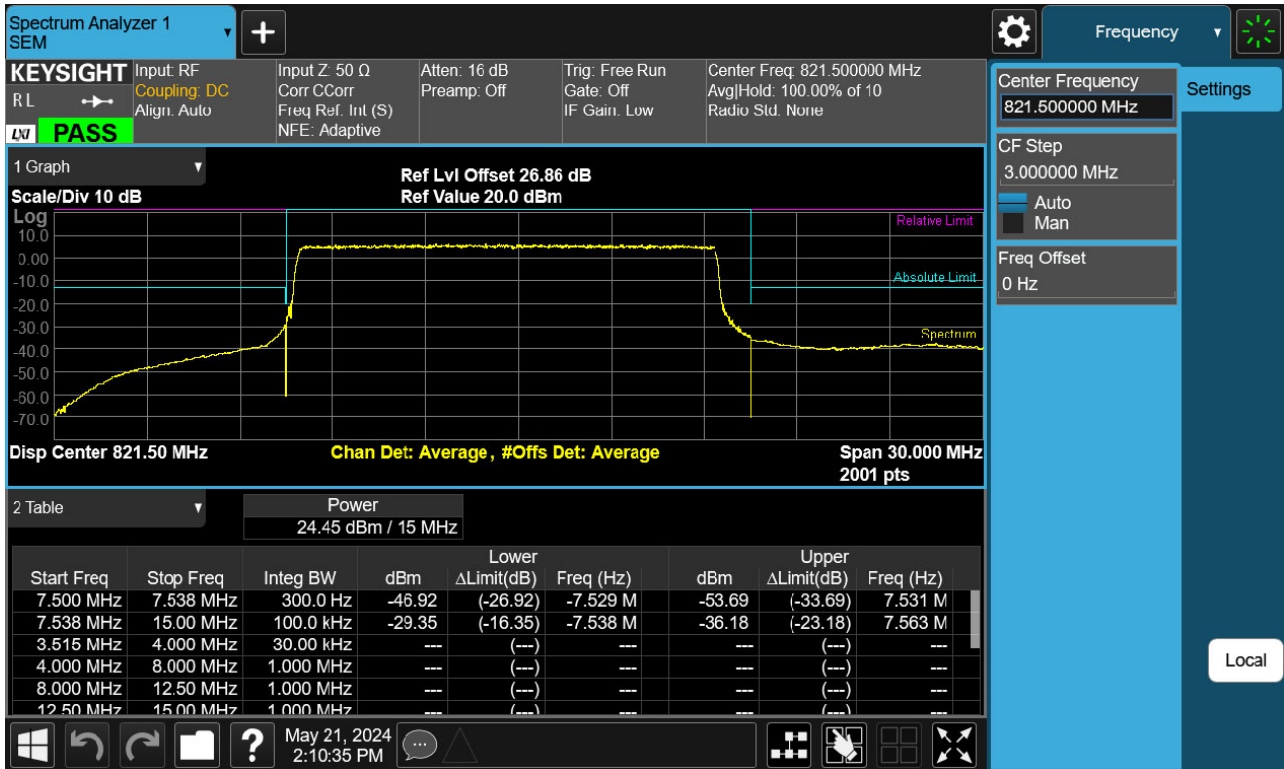 Spectrum Analyzer 1
SEM
+
Frequency
KEYSIGHT
R L
LXI PASS
Input: RF
Coupling: DC
Align: Auto
Input Z: 50 Ω
Corr CCorr
Freq Ref: Int (S)
NFE: Adaptive
Atten: 16 dB
Preamp: Off
Trig: Free Run
Gate: Off
IF Gain: Low
Center Freq: 821.500000 MHz
Avg|Hold: 100.00% of 10
Radio Std: None
Center Frequency
821.500000 MHz
Settings
CF Step
3.000000 MHz
Auto
Man
Freq Offset
0 Hz
1 Graph
Scale/Div 10 dB
Ref Lvl Offset 26.86 dB
Ref Value 20.0 dBm
Log
10.0
0.00
-10.0
-20.0
-30.0
-40.0
-50.0
-60.0
-70.0
Relative Limit
Absolute Limit
Spectrum
Disp Center 821.50 MHz
Chan Det: Average , #Offs Det: Average
Span 30.000 MHz
2001 pts
2 Table
Power
24.45 dBm / 15 MHz
Lower Upper
Start Freq Stop Freq Integ BW dBm ΔLimit(dB) Freq (Hz) dBm ΔLimit(dB) Freq (Hz)
7.500 MHz 7.538 MHz 300.0 Hz -46.92 (-26.92) -7.529 M -53.69 (-33.69) 7.531 M
7.538 MHz 15.00 MHz 100.0 kHz -29.35 (-16.35) -7.538 M -36.18 (-23.18) 7.563 M
3.515 MHz 4.000 MHz 30.00 kHz --- (---) --- --- (---) ---
4.000 MHz 8.000 MHz 1.000 MHz --- (---) --- --- (---) ---
8.000 MHz 12.50 MHz 1.000 MHz --- (---) --- --- (---) ---
12.50 MHz 15.00 MHz 1.000 MHz --- (---) --- --- (---) ---
Local
?
May 21, 2024
2:10:35 PM